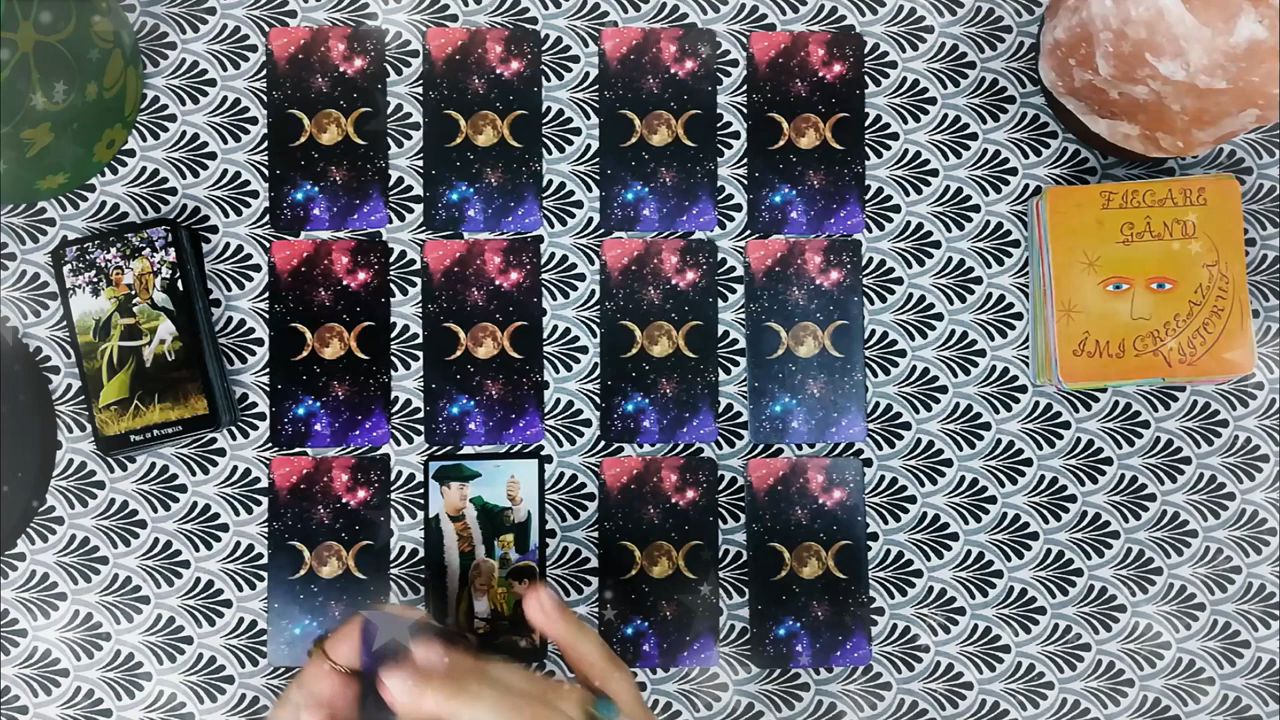 Page of Pentacles
FIECARE
GÂND
ÎMI CREEAZĂ
VIITORUL